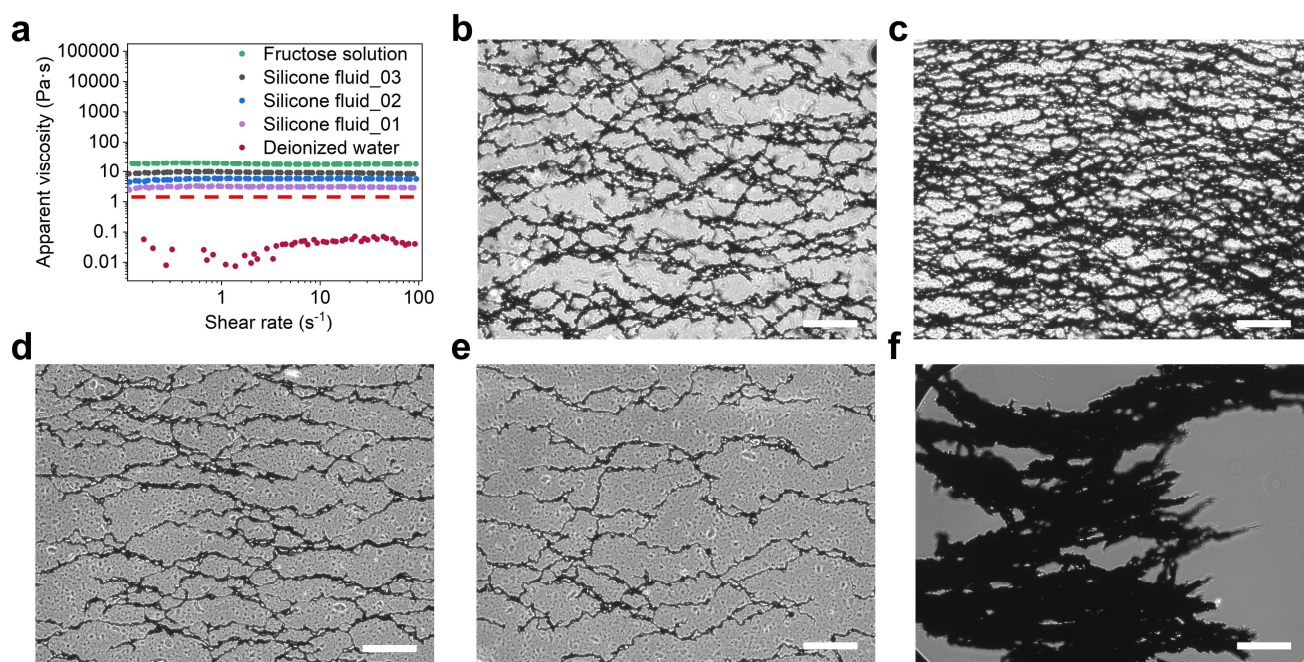 a
Apparent viscosity (Pa·s)
100000
10000
1000
100
10
1
0.1
0.01
Fructose solution
Silicone fluid_03
Silicone fluid_02
Silicone fluid_01
Deionized water
1 10 100
Shear rate (s-1)
b
c
d
e
f